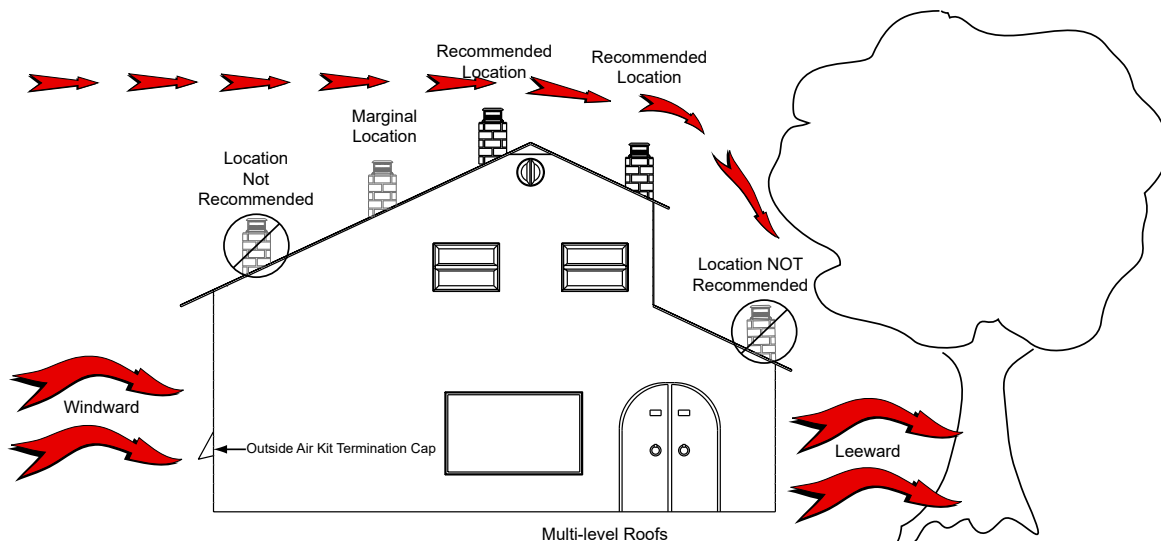 Recommended
Location
Recommended
Location
Marginal
Location
Location
Not
Recommended
Location NOT
Recommended
Windward
Outside Air Kit Termination Cap
Leeward
Multi-level Roofs